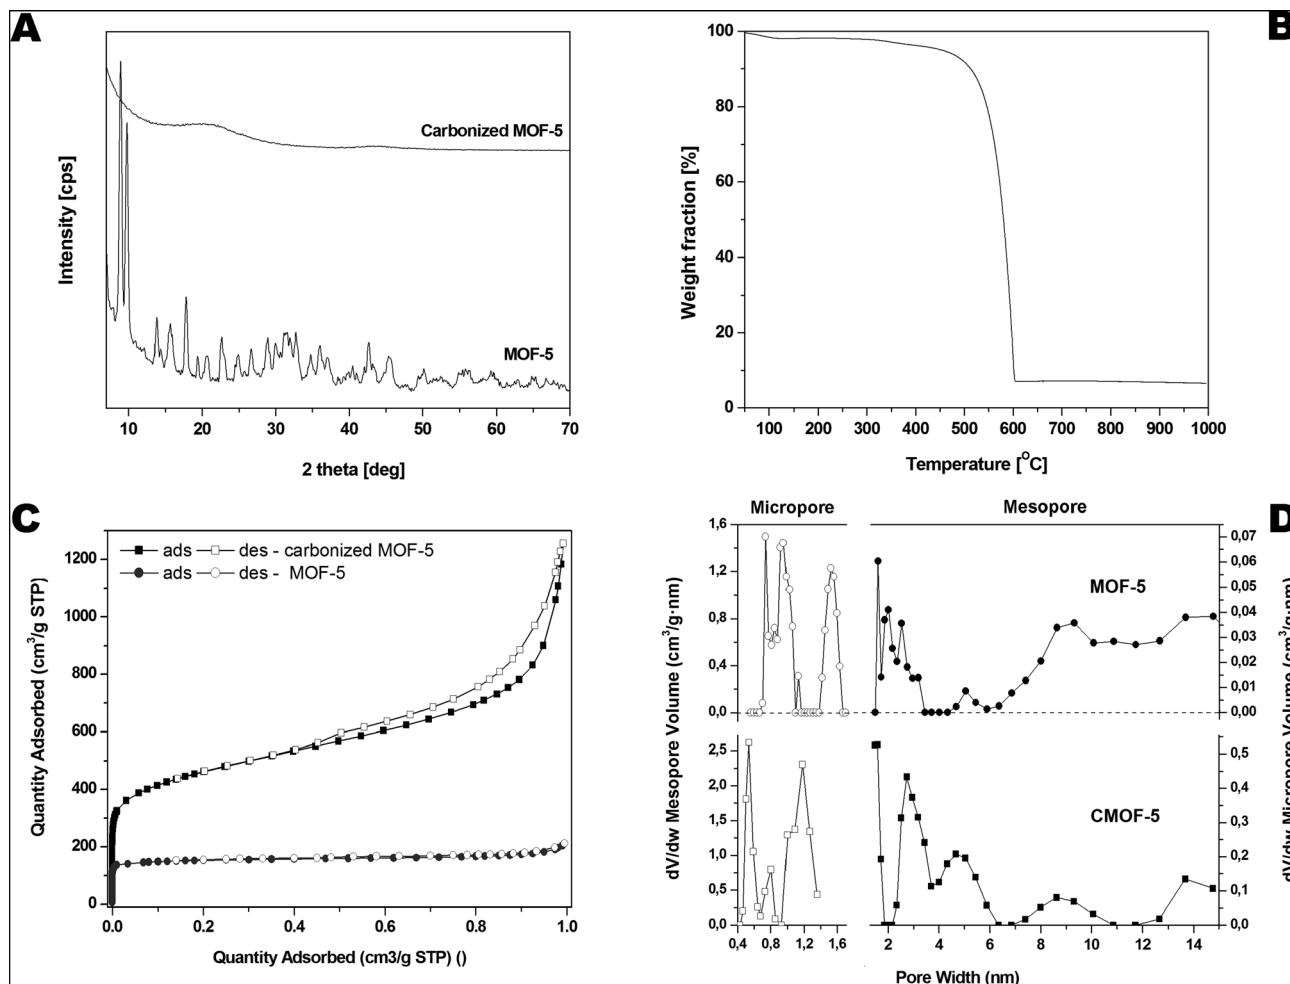 A
Carbonized MOF-5
MOF-5
Intensity [cps]
10 20 30 40 50 60 70
2 theta [deg]
B
100
80
60
40
20
0
Weight fraction [%]
100 200 300 400 500 600 700 800 900 1000
Temperature [°C]
C
ads des - carbonized MOF-5
ads des - MOF-5
1200
1000
800
600
400
200
0
Quantity Adsorbed (cm³/g STP)
0.0 0.2 0.4 0.6 0.8 1.0
Quantity Adsorbed (cm3/g STP) ()
D
Micropore Mesopore
MOF-5
1,6
1,2
0,8
0,4
0,0
0,07
0,06
0,05
0,04
0,03
0,02
0,01
0,00
CMOF-5
2,5
2,0
1,5
1,0
0,5
0,0
0,5
0,4
0,3
0,2
0,1
0,0
dV/dw Mesopore Volume (cm³/g·nm)
dV/dw Micropore Volume (cm³/g·nm)
0,4 0,8 1,2 1,6 2 4 6 8 10 12 14
Pore Width (nm)